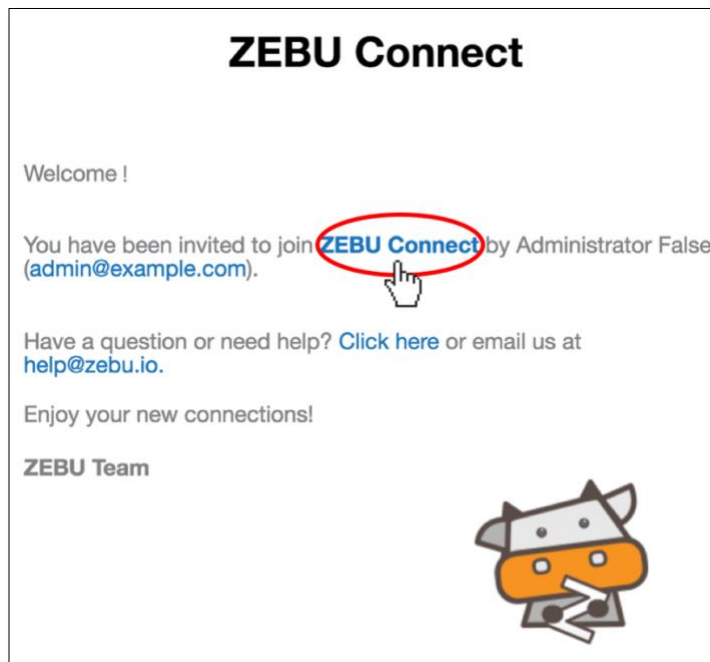 ZEBU Connect
Welcome !
You have been invited to join ZEBU Connect by Administrator False
(admin@example.com).
Have a question or need help? Click here or email us at
help@zebu.io.
Enjoy your new connections!
ZEBU Team